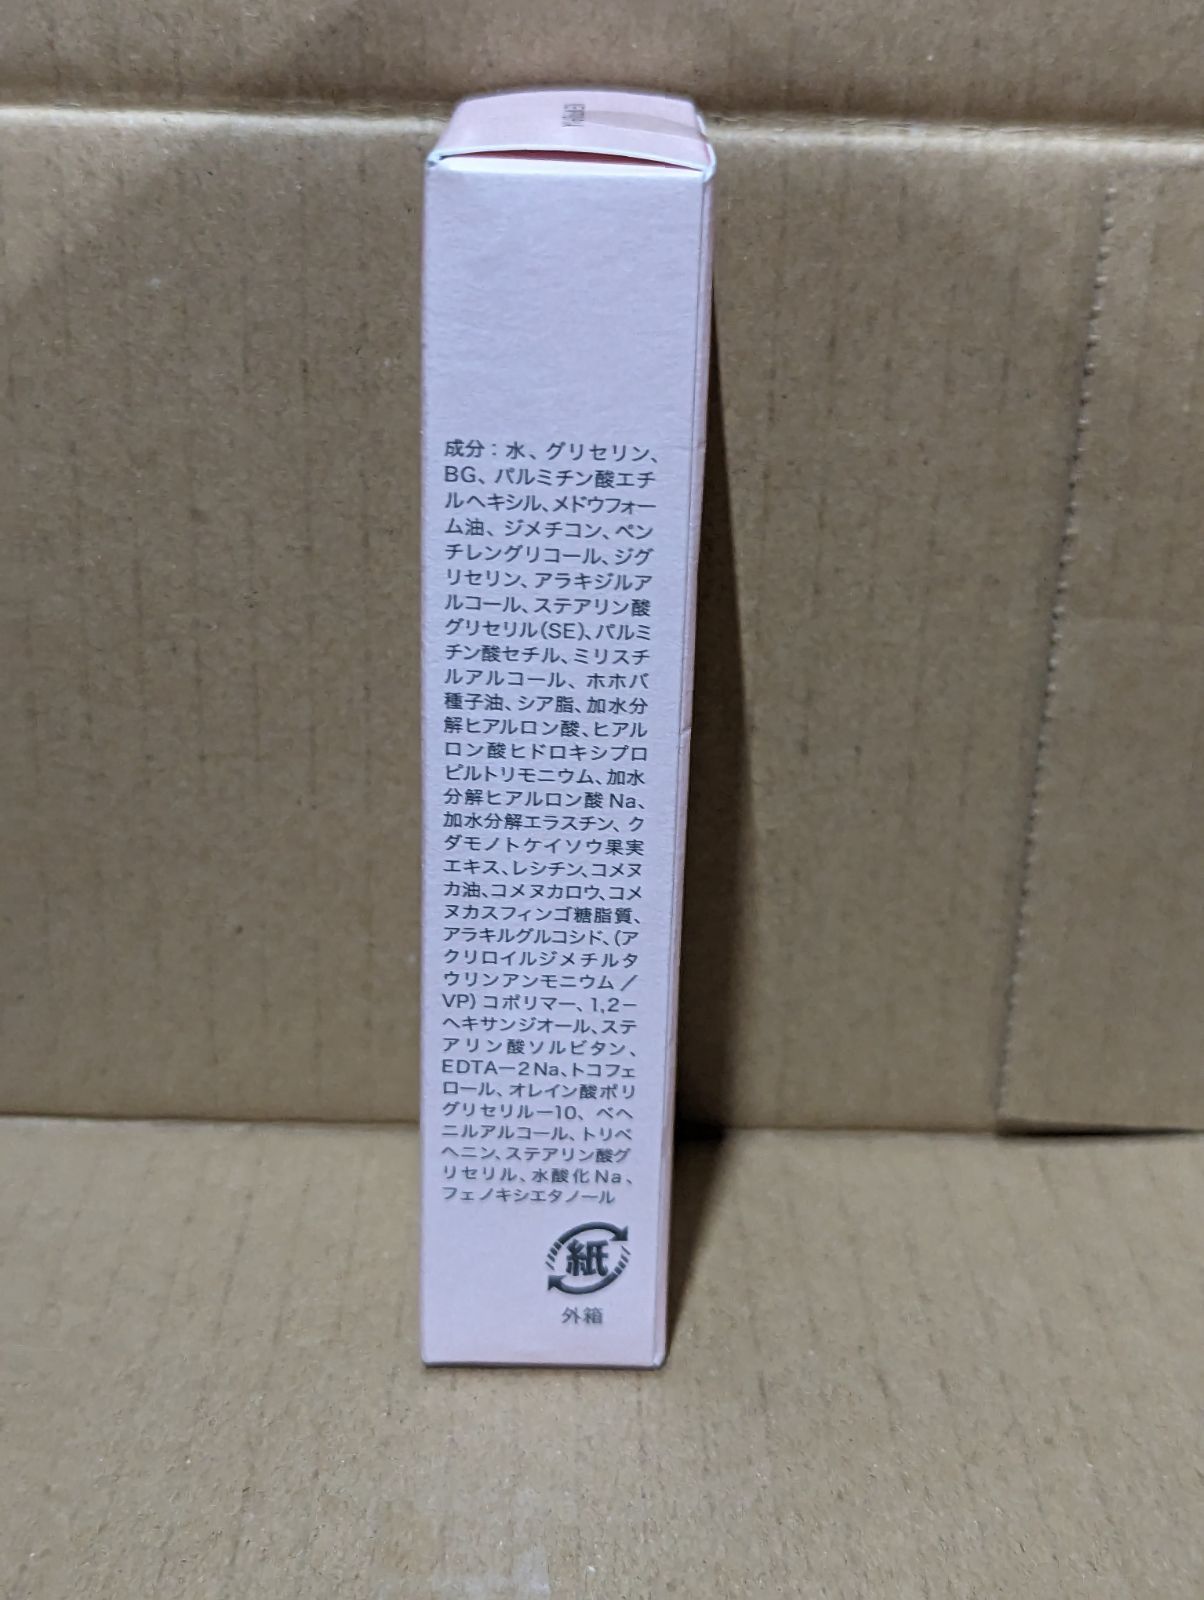 成分：水、グリセリン、
BG、パルミチン酸エチ
ルヘキシル、メドウフォー
ム油、ジメチコン、ペン
チレングリコール、ジグ
リセリン、アラキジルア
ルコール、ステアリン酸
グリセリル(SE)、パルミ
チン酸セチル、ミリスチ
ルアルコール、ホホバ
種子油、シア脂、加水分
解ヒアルロン酸、ヒアル
ロン酸ヒドロキシプロ
ピルトリモニウム、加水
分解ヒアルロン酸Na、
加水分解エラスチン、ク
ダモノトケイソウ果実
エキス、レシチン、コメヌ
カ油、コメヌカロウ、コメ
ヌカスフィンゴ糖脂質、
アラキルグルコシド、(ア
クリロイルジメチルタ
ウリンアンモニウム／
VP)コポリマー、1,2－
ヘキサンジオール、ステ
アリン酸ソルビタン、
EDTA－2Na、トコフェ
ロール、オレイン酸ポリ
グリセリル－10、ベヘ
ニルアルコール、トリベ
ヘニン、ステアリン酸グ
リセリル、水酸化Na、
フェノキシエタノール
紙
外箱